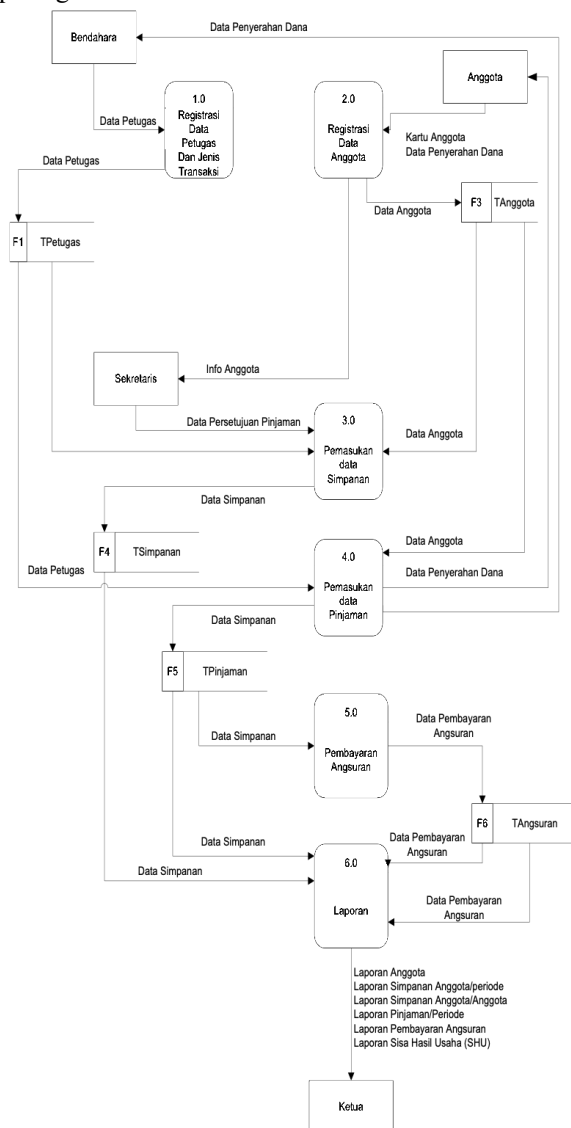 Bendahara
Data Penyerahan Dana
Anggota
Data Petugas
1.0
Registrasi
Data
Petugas
Dan Jenis
Transaksi
2.0
Registrasi
Data
Anggota
Kartu Anggota
Data Penyerahan Dana
Data Petugas
Data Anggota
F3
TAnggota
F1
TPetugas
Sekretaris
Info Anggota
Data Persetujuan Pinjaman
3.0
Pemasukan
data
Simpanan
Data Anggota
Data Simpanan
F4
TSimpanan
Data Petugas
4.0
Pemasukan
data
Pinjaman
Data Anggota
Data Penyerahan Dana
Data Simpanan
F5
TPinjaman
Data Simpanan
5.0
Pembayaran
Angsuran
Data Pembayaran
Angsuran
F6
TAngsuran
Data Simpanan
Data Simpanan
6.0
Laporan
Data Pembayaran
Angsuran
Data Pembayaran
Angsuran
Laporan Anggota
Laporan Simpanan Anggota/periode
Laporan Simpanan Anggota/Anggota
Laporan Pinjaman/Periode
Laporan Pembayaran Angsuran
Laporan Sisa Hasil Usaha (SHU)
Ketua